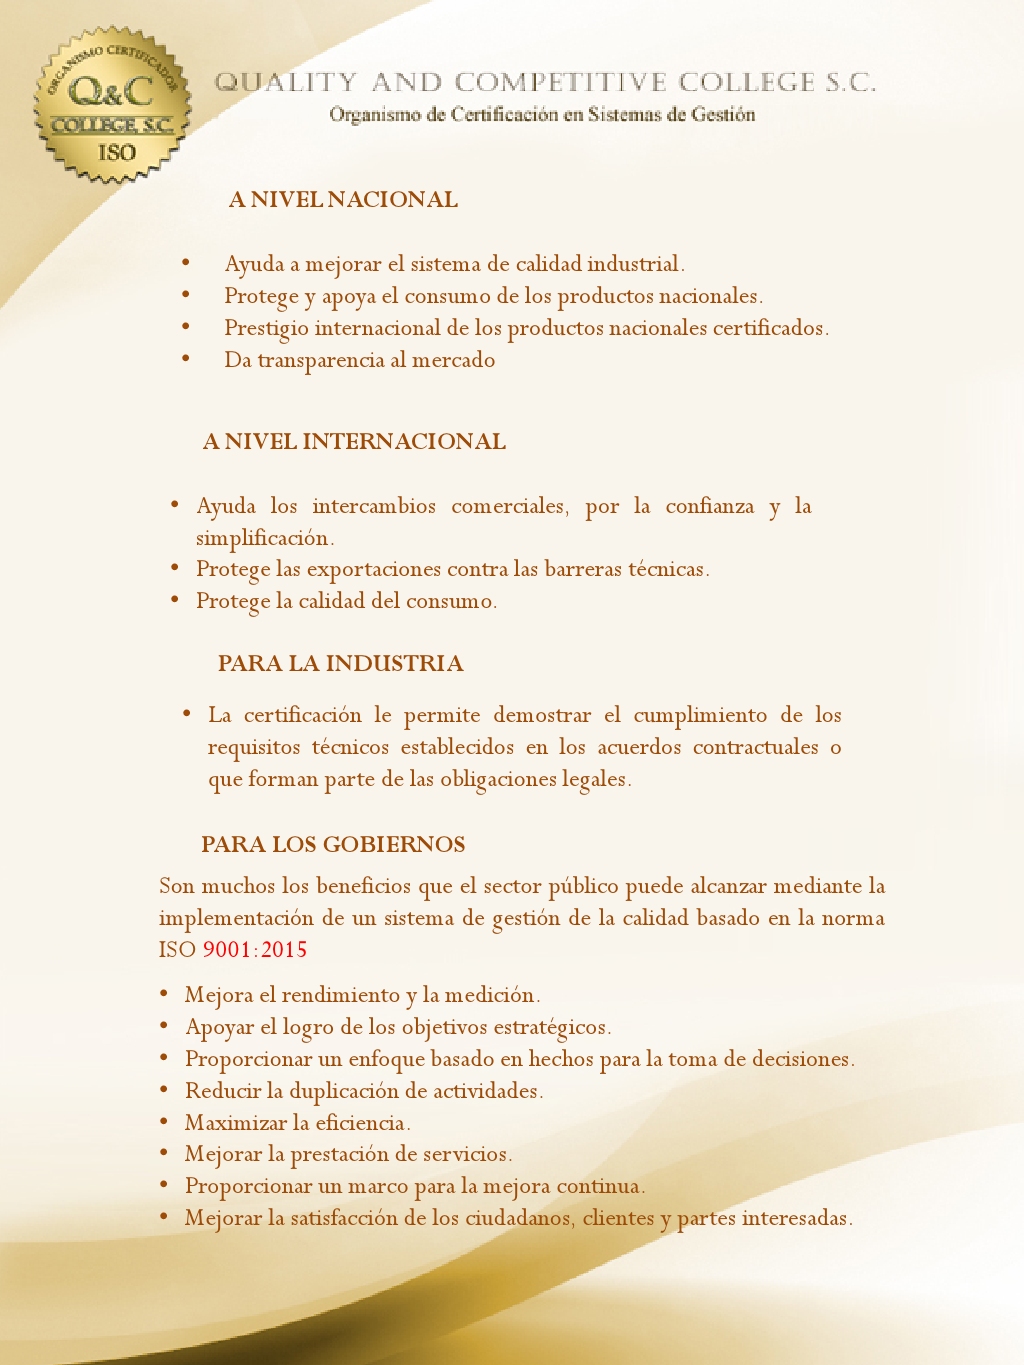 ORGANISMO CERTIFICADOR
Q&C
COLLEGE, S.C.
ISO
QUALITY AND COMPETITIVE COLLEGE S.C.
Organismo de Certificación en Sistemas de Gestión
A NIVEL NACIONAL
• Ayuda a mejorar el sistema de calidad industrial.
• Protege y apoya el consumo de los productos nacionales.
• Prestigio internacional de los productos nacionales certificados.
• Da transparencia al mercado
A NIVEL INTERNACIONAL
• Ayuda los intercambios comerciales, por la confianza y la
simplificación.
• Protege las exportaciones contra las barreras técnicas.
• Protege la calidad del consumo.
PARA LA INDUSTRIA
• La certificación le permite demostrar el cumplimiento de los
requisitos técnicos establecidos en los acuerdos contractuales o
que forman parte de las obligaciones legales.
PARA LOS GOBIERNOS
Son muchos los beneficios que el sector público puede alcanzar mediante la
implementación de un sistema de gestión de la calidad basado en la norma
ISO 9001:2015
• Mejora el rendimiento y la medición.
• Apoyar el logro de los objetivos estratégicos.
• Proporcionar un enfoque basado en hechos para la toma de decisiones.
• Reducir la duplicación de actividades.
• Maximizar la eficiencia.
• Mejorar la prestación de servicios.
• Proporcionar un marco para la mejora continua.
• Mejorar la satisfacción de los ciudadanos, clientes y partes interesadas.